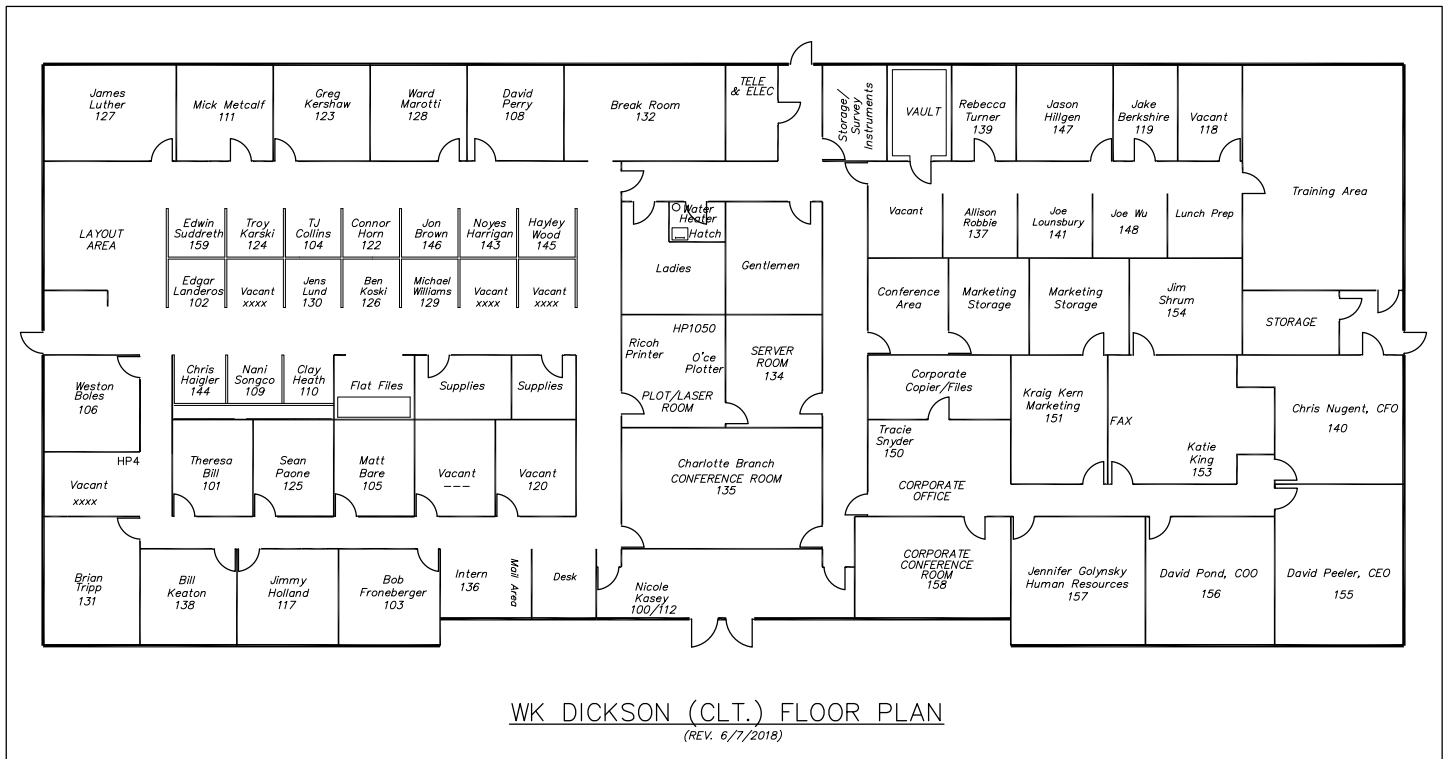 James
Luther
127
Mick Metcalf
111
Greg
Kershaw
123
Ward
Marotti
128
David
Perry
108
Break Room
132
TELE
& ELEC
Storage/
Survey
Instruments
VAULT
Rebecca
Turner
139
Jason
Hillgen
147
Jake
Berkshire
119
Vacant
118
Training Area
LAYOUT
AREA
Edwin
Suddreth
159
Troy
Karski
124
TJ
Collins
104
Connor
Horn
122
Jon
Brown
146
Noyes
Harrigan
143
Hayley
Wood
145
Water
Heater
Hatch
Ladies
Gentlemen
Vacant
Allison
Robbie
137
Joe
Lounsbury
141
Joe Wu
148
Lunch Prep
Edgar
Landeros
102
Vacant
xxxx
Jens
Lund
130
Ben
Koski
126
Michael
Williams
129
Vacant
xxxx
Vacant
xxxx
Conference
Area
Marketing
Storage
Marketing
Storage
Jim
Shrum
154
STORAGE
HP1050
Ricoh
Printer
O'ce
Plotter
PLOT/LASER
ROOM
SERVER
ROOM
134
Weston
Boles
106
Chris
Haigler
144
Nani
Songco
109
Clay
Heath
110
Flat Files
Supplies
Supplies
Corporate
Copier/Files
Kraig Kern
Marketing
151
FAX
Katie
King
153
Chris Nugent, CFO
140
HP4
Vacant
xxxx
Theresa
Bill
101
Sean
Paone
125
Matt
Bare
105
Vacant
---
Vacant
120
Charlotte Branch
CONFERENCE ROOM
135
Tracie
Snyder
150
CORPORATE
OFFICE
Brian
Tripp
131
Bill
Keaton
138
Jimmy
Holland
117
Bob
Froneberger
103
Intern
136
Mail Area
Desk
Nicole
Kasey
100/112
CORPORATE
CONFERENCE
ROOM
158
Jennifer Golynsky
Human Resources
157
David Pond, COO
156
David Peeler, CEO
155
WK DICKSON (CLT.) FLOOR PLAN
(REV. 6/7/2018)